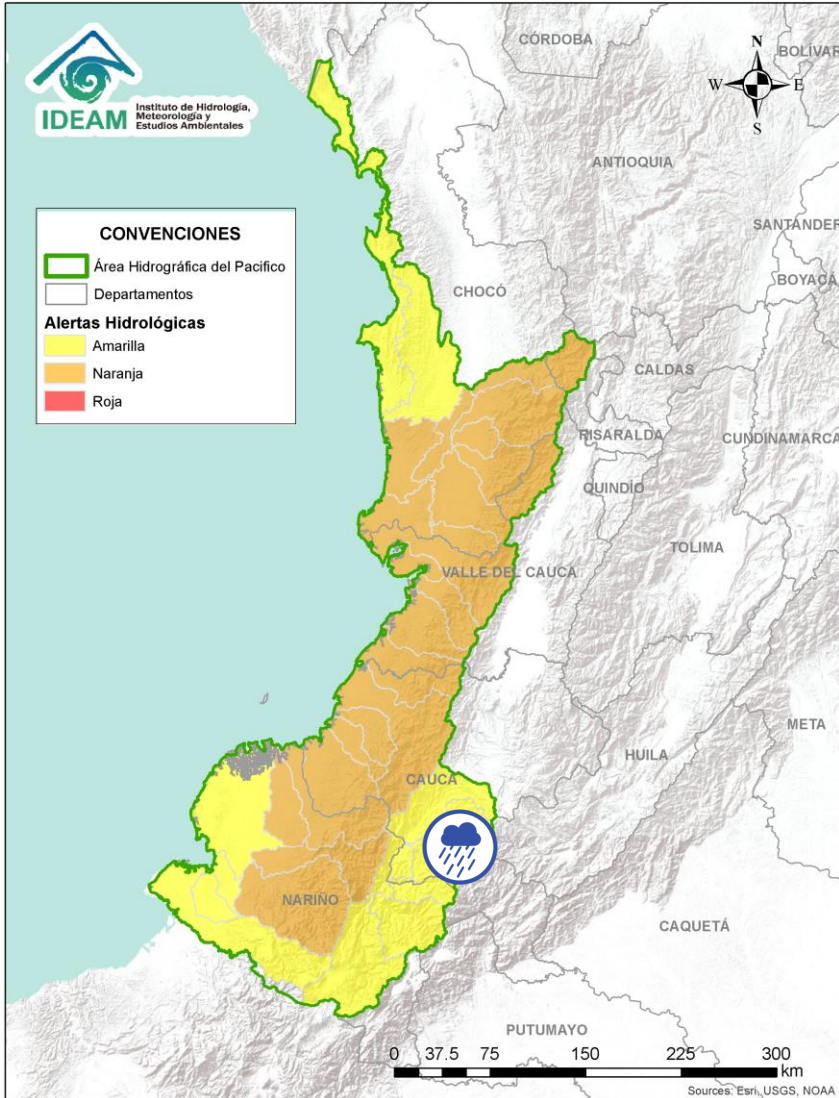 IDEAM
Instituto de Hidrología,
Meteorología y
Estudios Ambientales
N
W
E
S
CÓRDOBA
BOLÍVAR
ANTIOQUIA
SANTANDER
BOYACÁ
CHOCÓ
CALDAS
RISARALDA
CUNDINAMARCA
QUINDÍO
TOLIMA
VALLE DEL CAUCA
META
HUILA
CAUCA
NARIÑO
CAQUETÁ
PUTUMAYO
CONVENCIONES
Área Hidrográfica del Pacifico
Departamentos
Alertas Hidrológicas
Amarilla
Naranja
Roja
0 37.5 75 150 225 300
km
Sources: Esri, USGS, NOAA